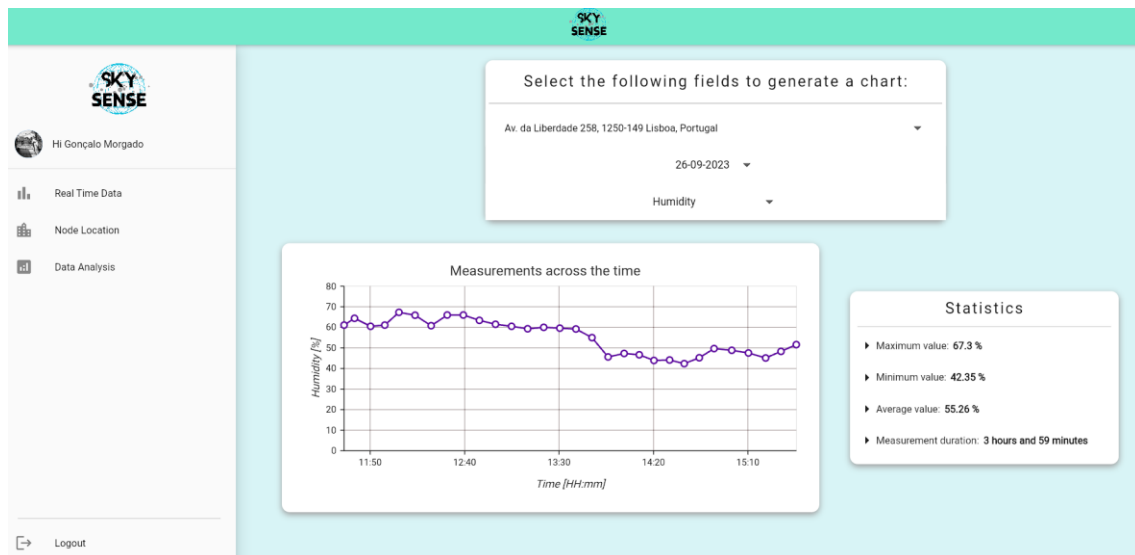 SKY
SENSE
SKY
SENSE
Hi Gonçalo Morgado
Real Time Data
Node Location
Data Analysis
Logout
Select the following fields to generate a chart:
Av. da Liberdade 258, 1250-149 Lisboa, Portugal
26-09-2023
Humidity
Measurements across the time
80
70
60
50
40
30
20
10
0
Humidity [%]
11:50 12:40 13:30 14:20 15:10
Time [HH:mm]
Statistics
Maximum value: 67.3 %
Minimum value: 42.35 %
Average value: 55.26 %
Measurement duration: 3 hours and 59 minutes